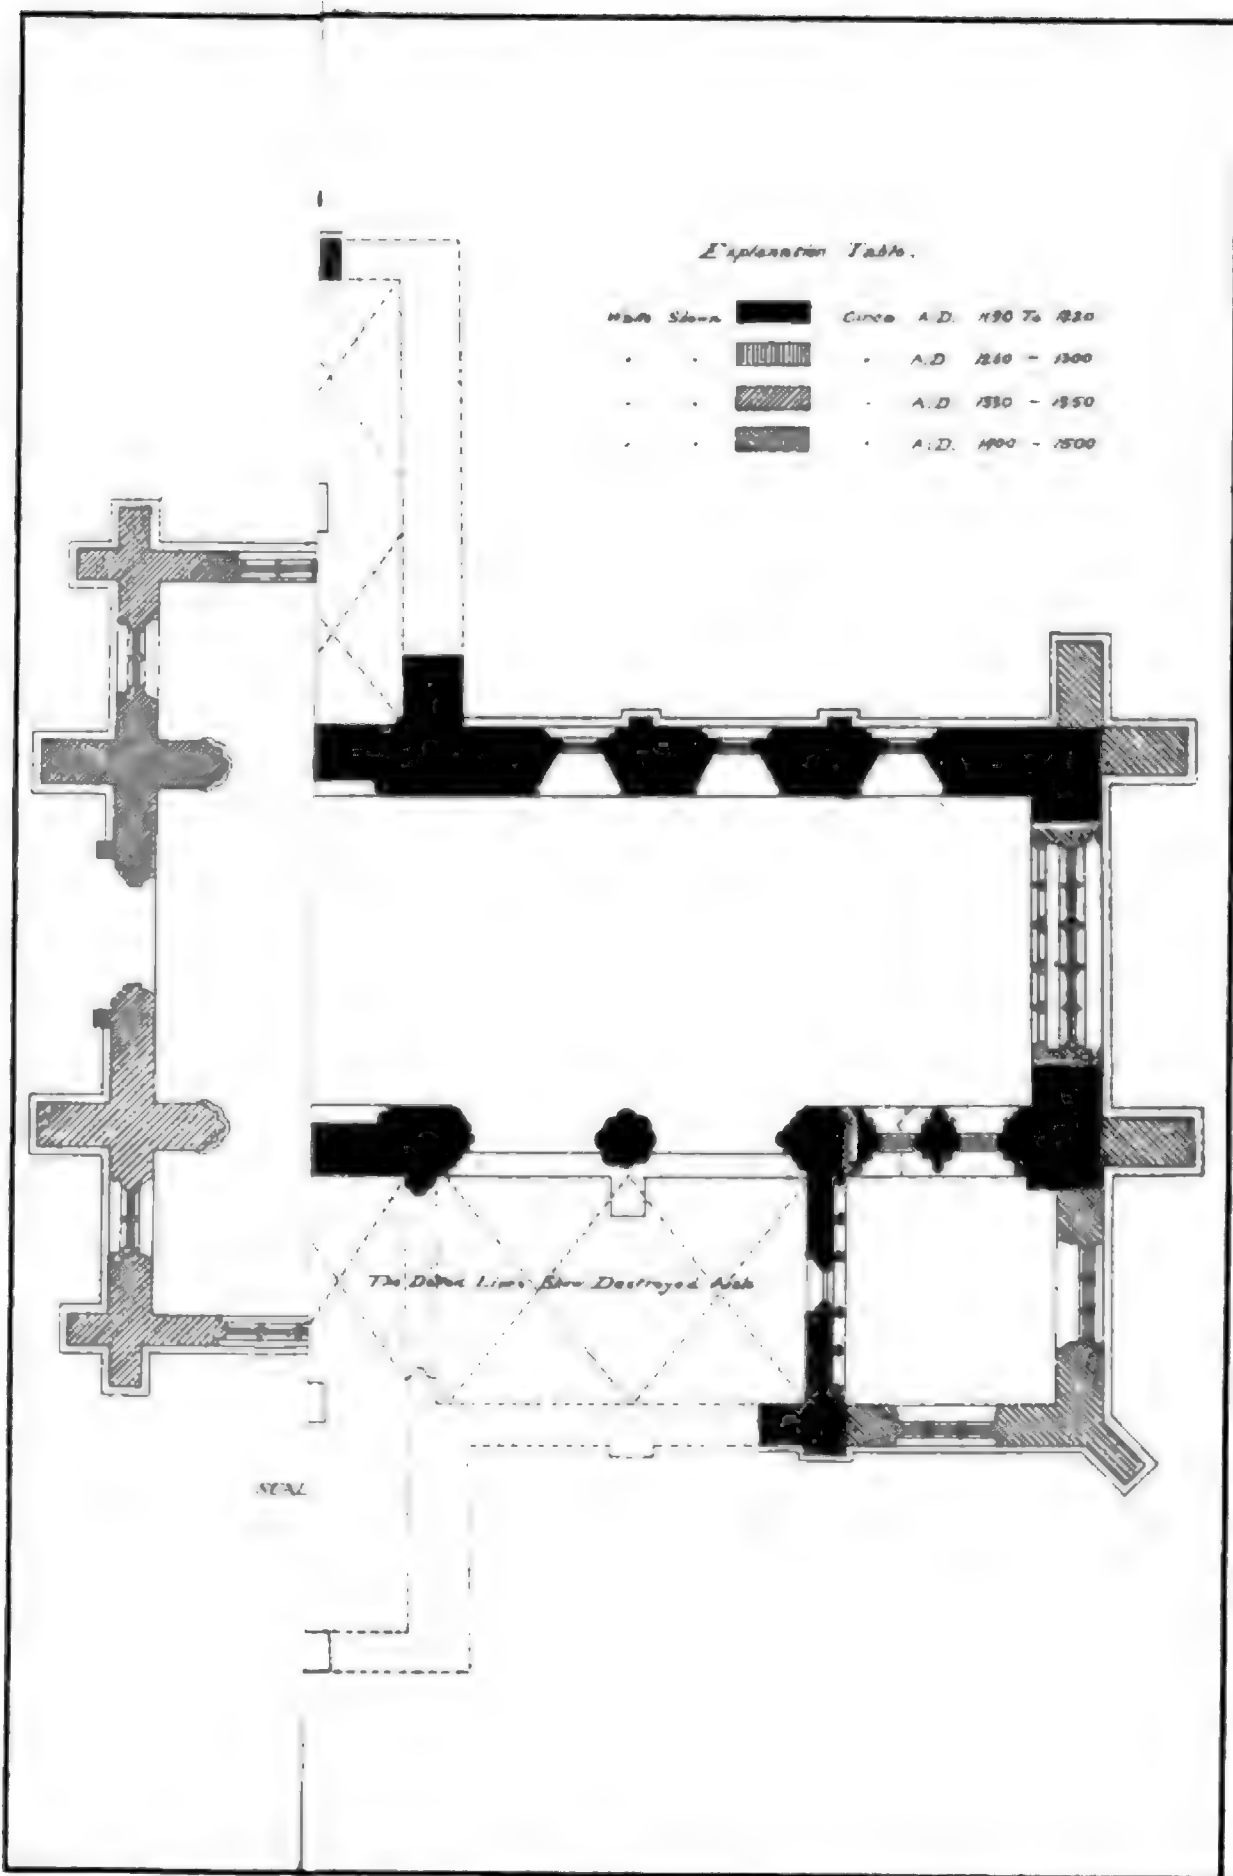 Explanation Table.
Walls Shown Circa A.D. 1190 To 1220
" " " A.D. 1260 - 1300
" " " A.D. 1330 - 1350
" " " A.D. 1400 - 1500
The Dotted Lines Show Destroyed
SCAL